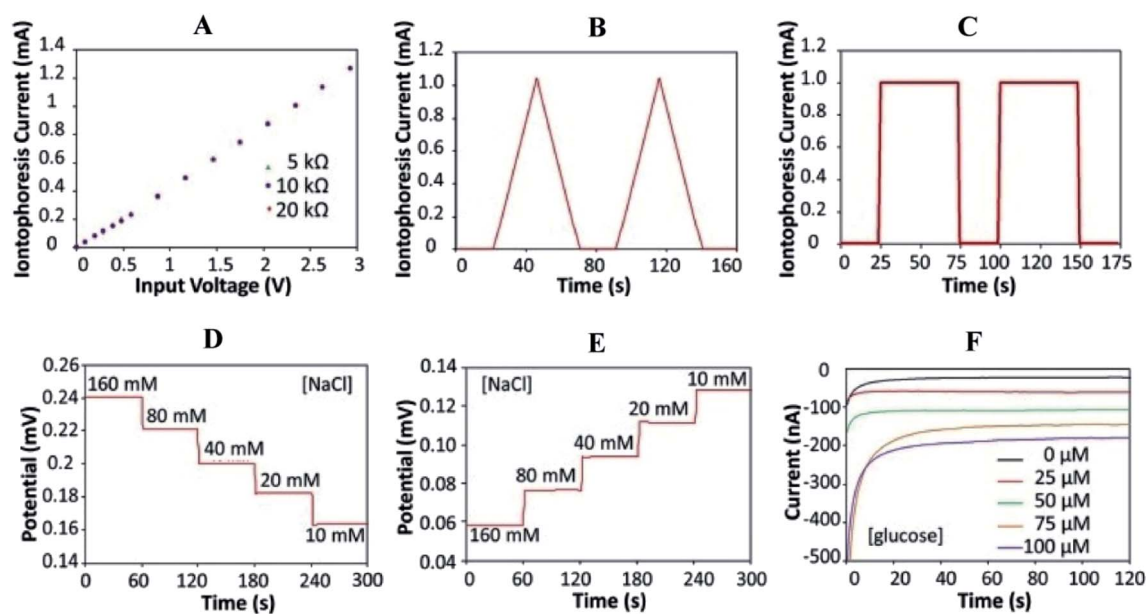 A
Iontophoresis Current (mA)
1.4
1.2
1
0.8
0.6
0.4
0.2
0
0 0.5 1 1.5 2 2.5 3
Input Voltage (V)
5 kΩ
10 kΩ
20 kΩ
B
Iontophoresis Current (mA)
1.2
1.0
0.8
0.6
0.4
0.2
0
0 40 80 120 160
Time (s)
C
Iontophoresis Current (mA)
1.2
1.0
0.8
0.6
0.4
0.2
0
0 25 75 100 150 175
Time (s)
D
Potential (mV)
0.26
0.24
0.22
0.2
0.18
0.16
0.14
0 60 120 180 240 300
Time (s)
[NaCl]
160 mM
80 mM
40 mM
20 mM
10 mM
E
Potential (mV)
0.14
0.12
0.10
0.08
0.06
0.04
0 60 120 180 240 300
Time (s)
[NaCl]
10 mM
20 mM
40 mM
80 mM
160 mM
F
Current (nA)
0
-100
-200
-300
-400
-500
0 20 40 60 80 100 120
Time (s)
0 μM
25 μM
50 μM
75 μM
100 μM
[glucose]